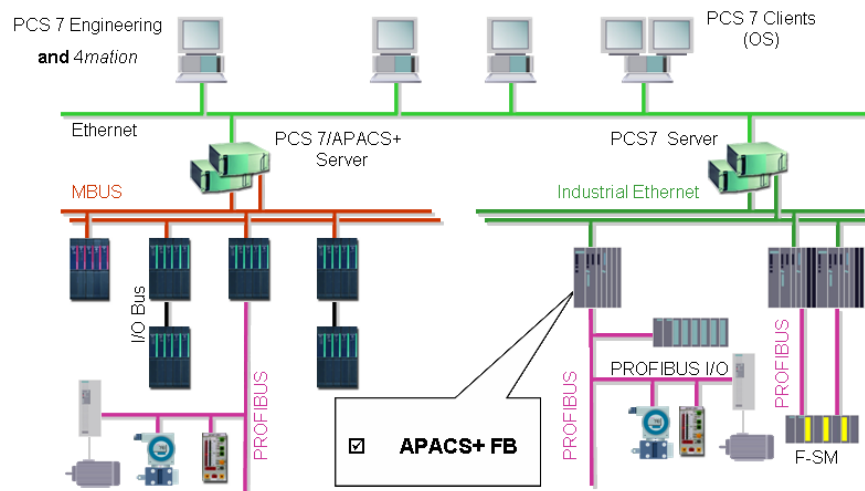 PCS 7 Engineering
and 4mation
PCS 7 Clients
(OS)
Ethernet
PCS 7/APACS+
Server
PCS7 Server
MBUS
Industrial Ethernet
I/O Bus
PROFIBUS
PROFIBUS
PROFIBUS I/O
PROFIBUS
☑ APACS+ FB
F-SM